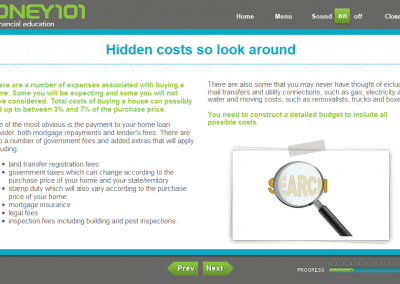 ONEY101
nancial education
Home Menu Sound on off Close
Hidden costs so look around
ere are a number of expenses associated with buying a
me. Some you will be expecting and some you will not
ve considered. Total costs of buying a house can possibly
d up to between 3% and 7% of the purchase price.
e of the most obvious is the payment to your home loan
vider, both mortgage repayments and lender's fees. There are
o a number of government fees and added extras that will apply
luding:
land transfer registration fees
government taxes which can change according to the
purchase price of your home and your state/territory
stamp duty which will also vary according to the purchase
price of your home
mortgage insurance
legal fees
inspection fees including building and pest inspections.
There are also some that you may never have thought of includ
mail transfers and utility connections, such as gas, electricity a
water and moving costs, such as removalists, trucks and boxe
You need to construct a detailed budget to include all
possible costs.
SEARCH
Prev Next
PROGRESS